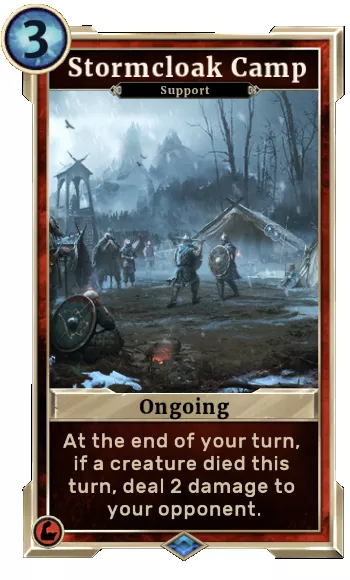 3
Stormcloak Camp
Support
Ongoing
At the end of your turn,
if a creature died this
turn, deal 2 damage to
your opponent.